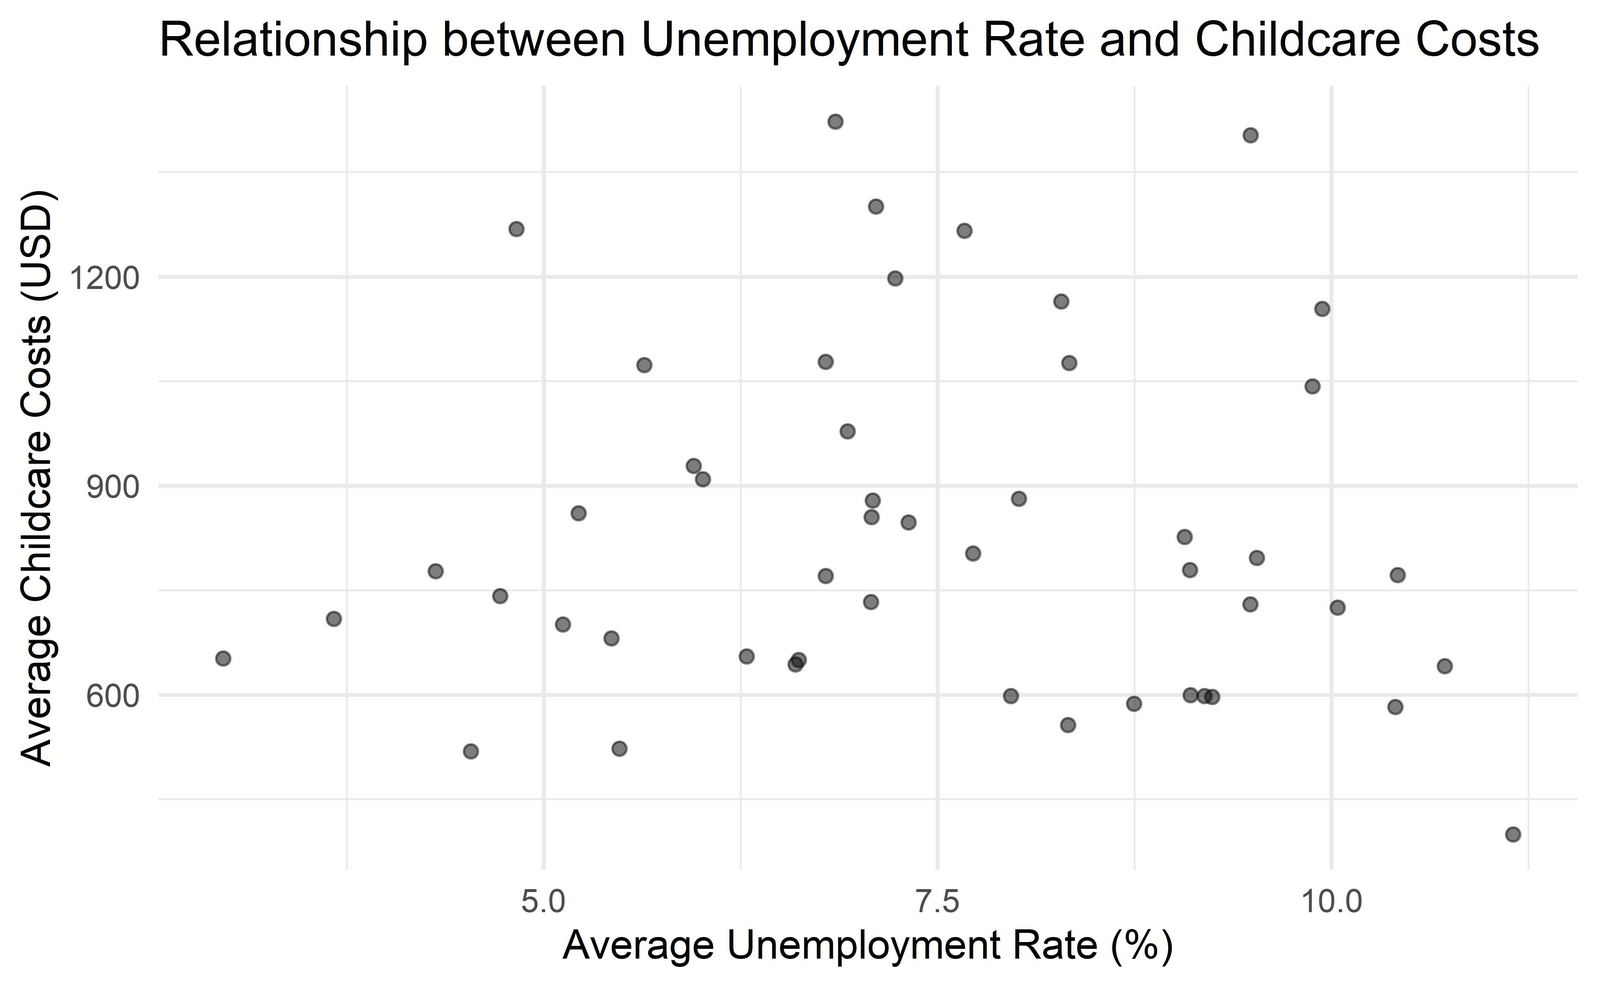 Relationship between Unemployment Rate and Childcare Costs
Average Childcare Costs (USD)
1200
900
600
5.0 7.5 10.0
Average Unemployment Rate (%)